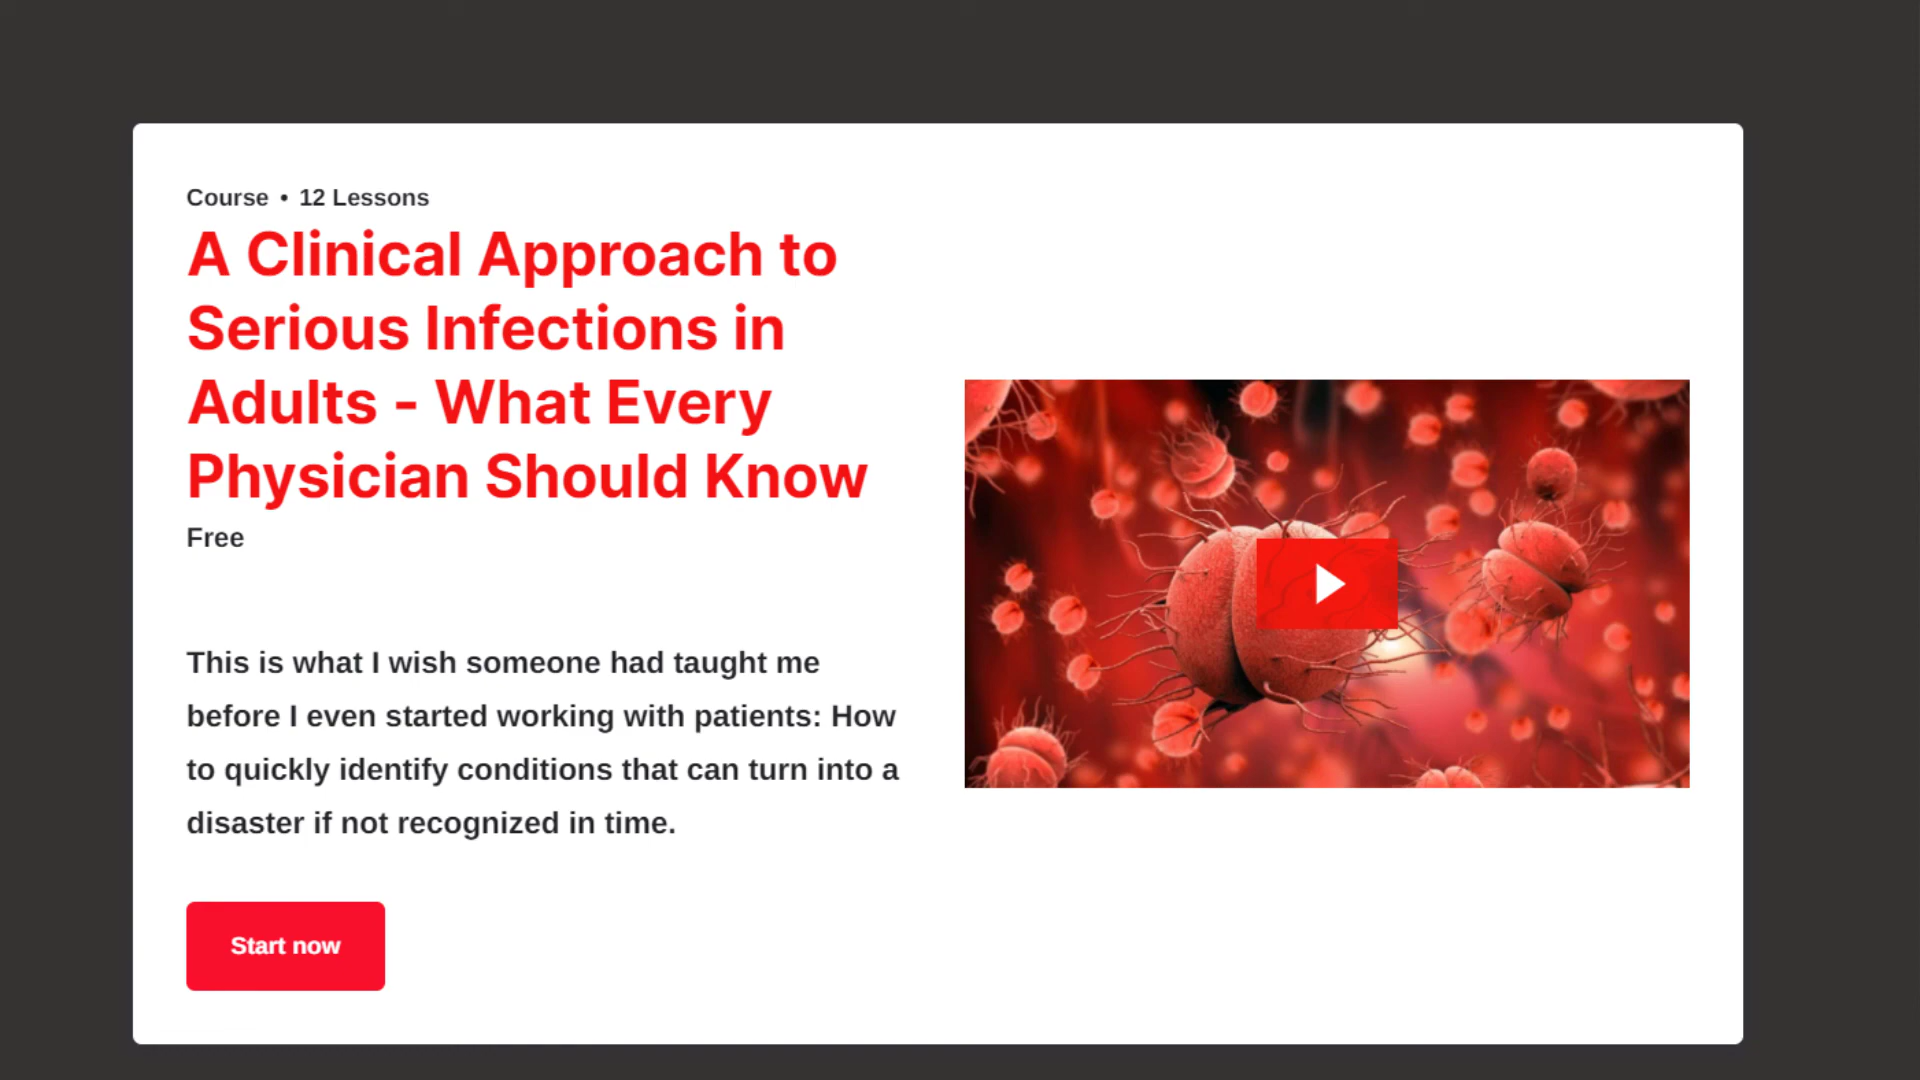 Course • 12 Lessons
A Clinical Approach to
Serious Infections in
Adults - What Every
Physician Should Know
Free
This is what I wish someone had taught me
before I even started working with patients: How
to quickly identify conditions that can turn into a
disaster if not recognized in time.
Start now